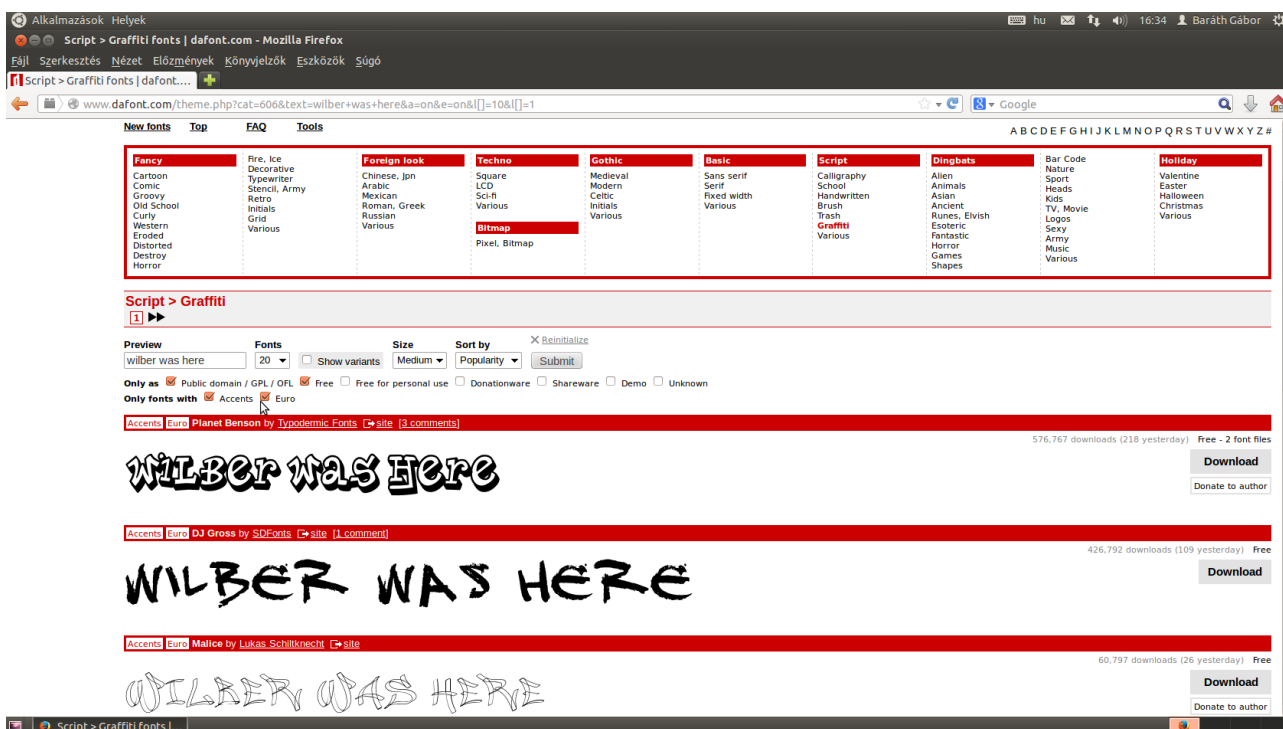 Alkalmazások Helyek hu 16:34 Baráth Gábor
Script > Graffiti fonts | dafont.com - Mozilla Firefox
Fájl Szerkesztés Nézet Előzmények Könyvjelzők Eszközök Súgó
Script > Graffiti fonts | dafont....
www.dafont.com/theme.php?cat=606&text=wilber+was+here&a=on&e=on&l[]=10&l[]=1 Google
New fonts Top FAQ Tools A B C D E F G H I J K L M N O P Q R S T U V W X Y Z #
Fancy
Cartoon
Comic
Groovy
Old School
Curly
Western
Eroded
Distorted
Destroy
Horror
Fire, Ice
Decorative
Typewriter
Stencil, Army
Retro
Initials
Grid
Various
Foreign look
Chinese, Jpn
Arabic
Mexican
Roman, Greek
Russian
Various
Techno
Square
LCD
Sci-fi
Various
Bitmap
Pixel, Bitmap
Gothic
Medieval
Modern
Celtic
Initials
Various
Basic
Sans serif
Serif
Fixed width
Various
Script
Calligraphy
School
Handwritten
Brush
Trash
Graffiti
Various
Dingbats
Alien
Animals
Asian
Ancient
Runes, Elvish
Esoteric
Fantastic
Horror
Games
Shapes
Bar Code
Nature
Sport
Heads
Kids
TV, Movie
Logos
Sexy
Army
Music
Various
Holiday
Valentine
Easter
Halloween
Christmas
Various
Script > Graffiti
1
Preview Fonts Size Sort by Reinitialize
wilber was here 20 Show variants Medium Popularity Submit
Only as Public domain / GPL / OFL Free Free for personal use Donationware Shareware Demo Unknown
Only fonts with Accents Euro
Accents Euro Planet Benson by Typodermic Fonts site [3 comments]
576,767 downloads (218 yesterday) Free - 2 font files
WILBER WAS HERE
Download
Donate to author
Accents Euro DJ Gross by SDFonts site [1 comment]
426,792 downloads (109 yesterday) Free
WILBER WAS HERE
Download
Accents Euro Malice by Lukas Schiltknecht site
60,797 downloads (26 yesterday) Free
WILBER WAS HERE
Download
Donate to author
Script > Graffiti fonts | ...